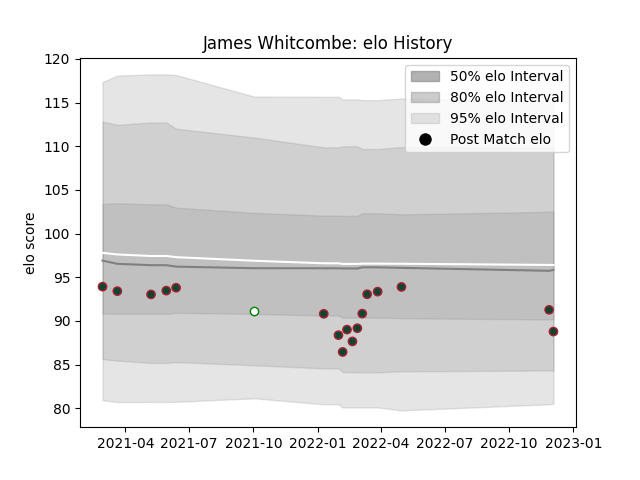 James Whitcombe: elo History
120
115
110
105
100
95
90
85
80
elo score
50% elo Interval
80% elo Interval
95% elo Interval
Post Match elo
2021-04 2021-07 2021-10 2022-01 2022-04 2022-07 2022-10 2023-01